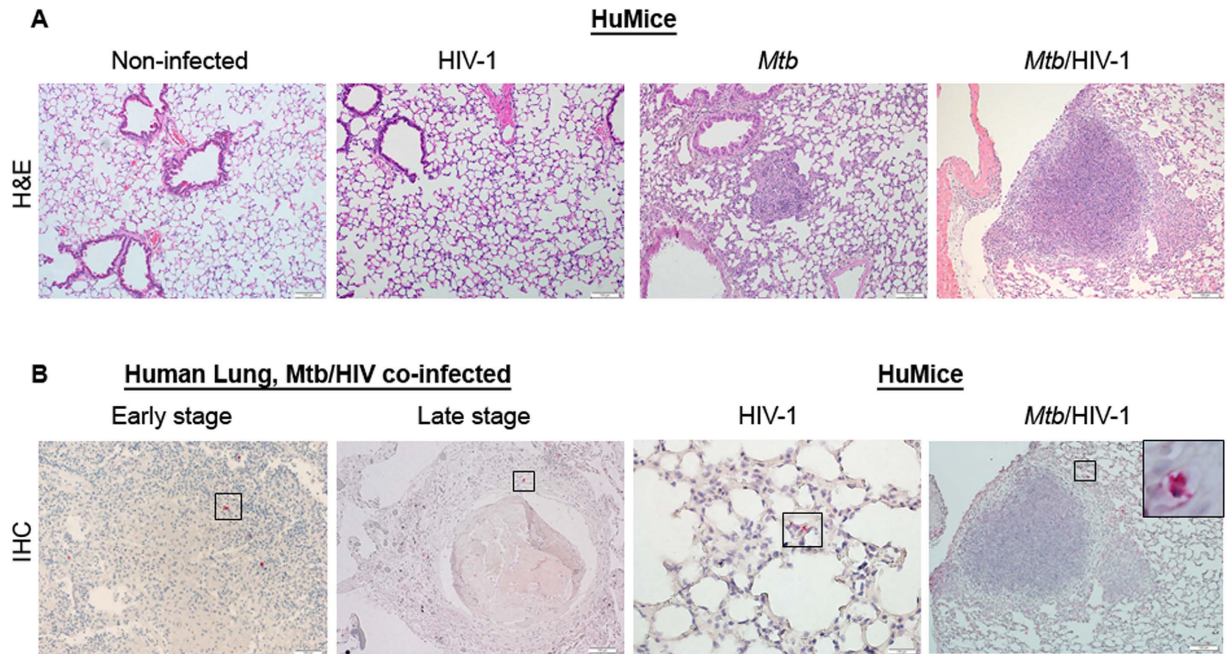 A
HuMice
Non-infected HIV-1 Mtb Mtb/HIV-1
H&E
B Human Lung, Mtb/HIV co-infected HuMice
Early stage Late stage HIV-1 Mtb/HIV-1
IHC